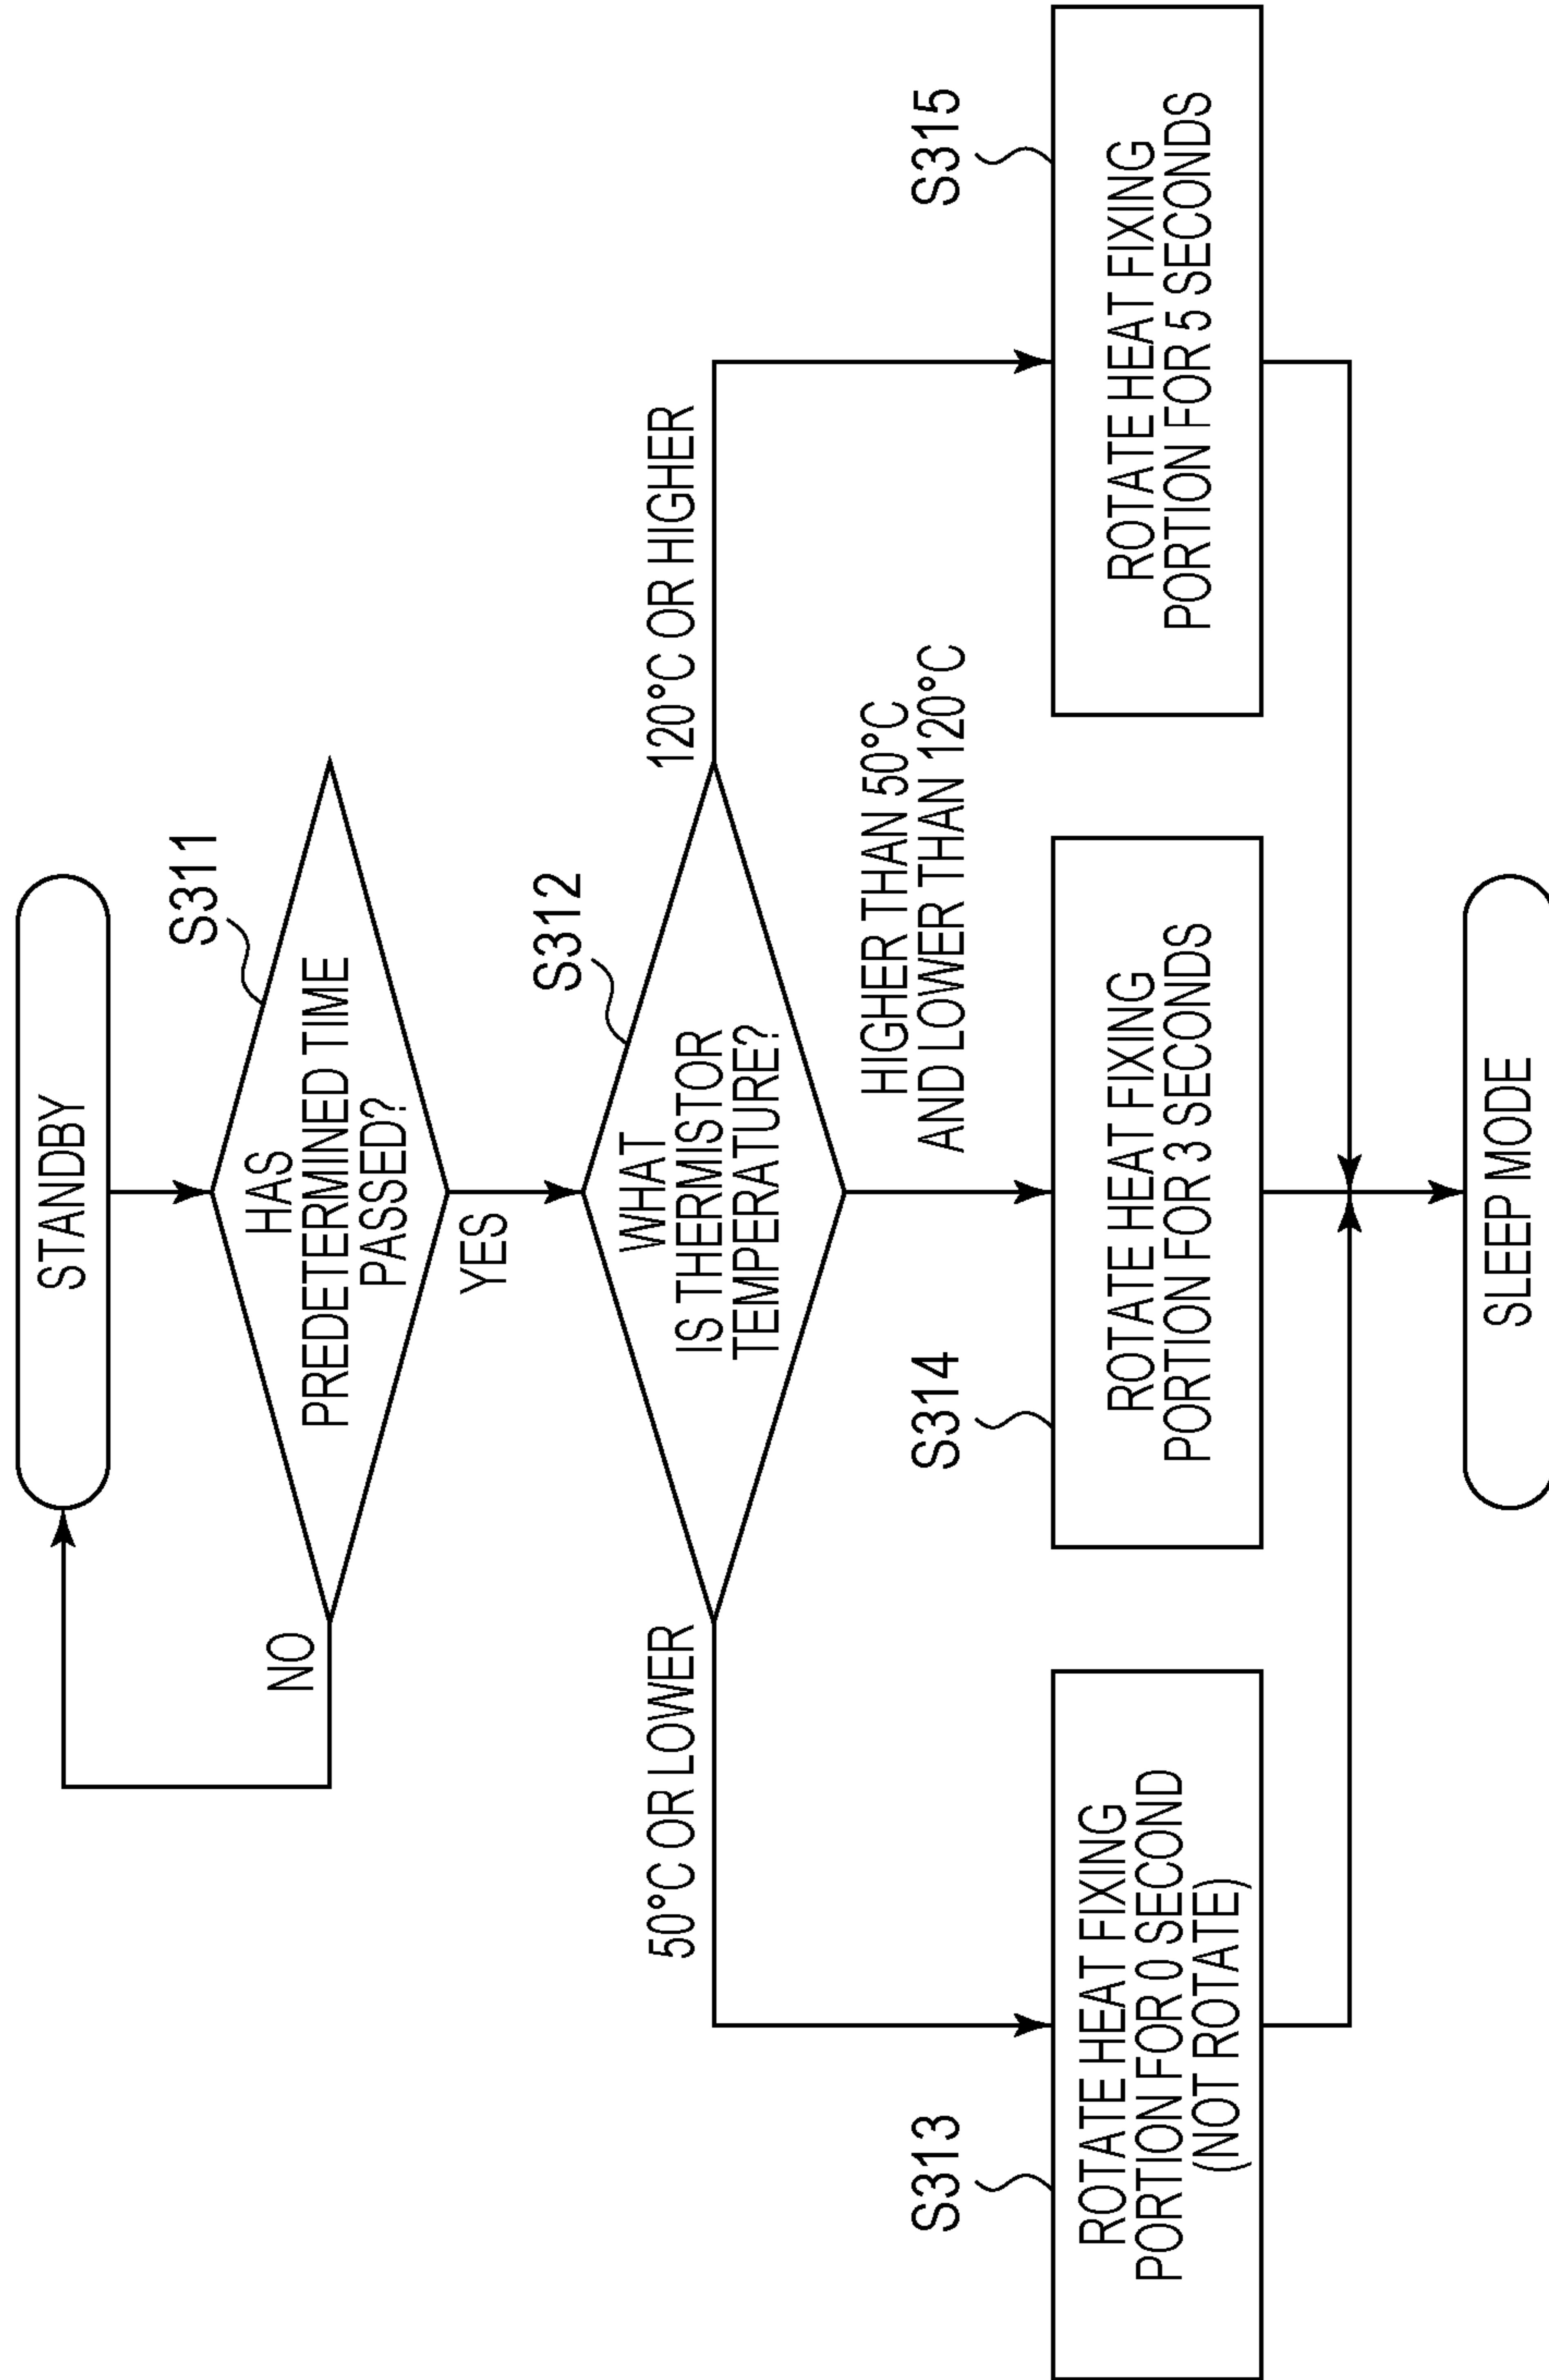 STANDBY
S311
HAS
PREDETERMINED TIME
PASSED?
NO
YES
S312
WHAT
IS THERMISTOR
TEMPERATURE?
50°C OR LOWER
120°C OR HIGHER
HIGHER THAN 50°C
AND LOWER THAN 120°C
S313
ROTATE HEAT FIXING
PORTION FOR 0 SECOND
(NOT ROTATE)
S314
ROTATE HEAT FIXING
PORTION FOR 3 SECONDS
S315
ROTATE HEAT FIXING
PORTION FOR 5 SECONDS
SLEEP MODE